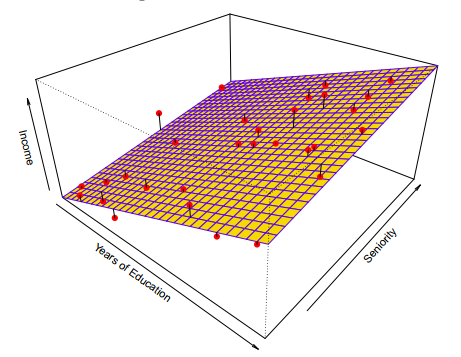 Income
Years of Education
Seniority